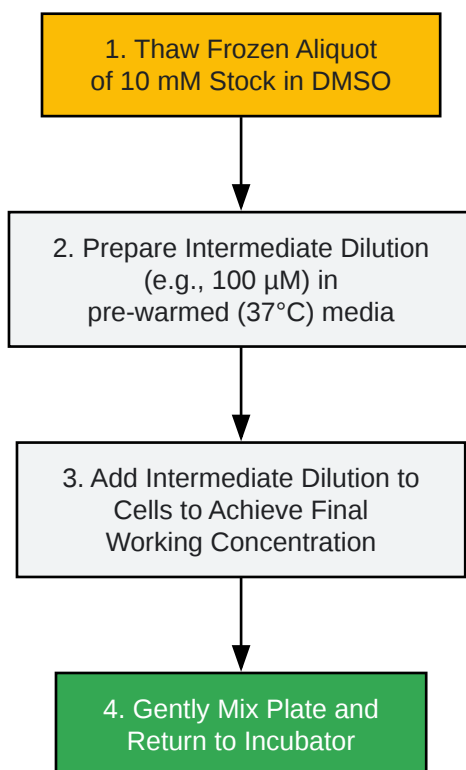 1. Thaw Frozen Aliquot
of 10 mM Stock in DMSO
2. Prepare Intermediate Dilution
(e.g., 100 µM) in
pre-warmed (37°C) media
3. Add Intermediate Dilution to
Cells to Achieve Final
Working Concentration
4. Gently Mix Plate and
Return to Incubator